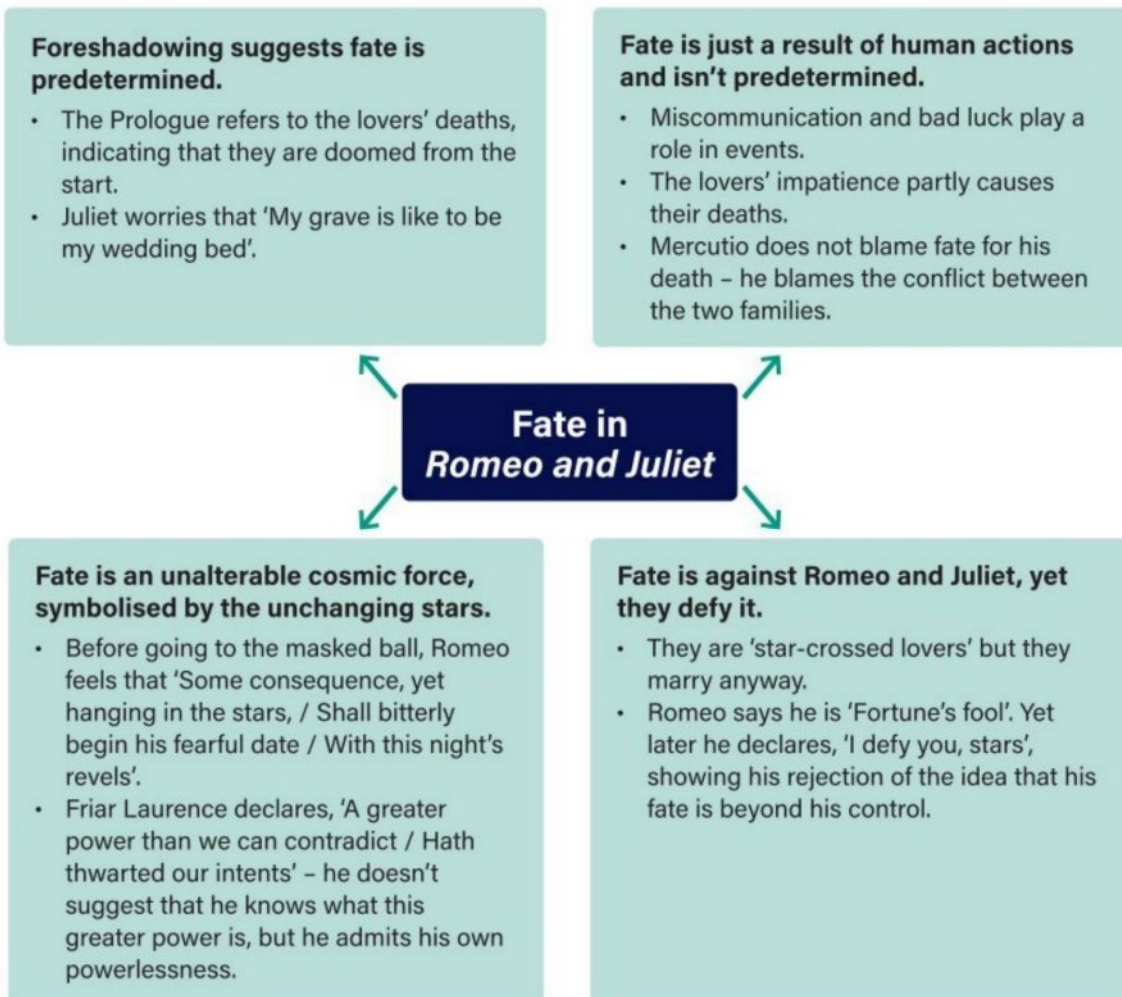 Foreshadowing suggests fate is
predetermined.
• The Prologue refers to the lovers’ deaths,
indicating that they are doomed from the
start.
• Juliet worries that ‘My grave is like to be
my wedding bed’.
Fate is just a result of human actions
and isn’t predetermined.
• Miscommunication and bad luck play a
role in events.
• The lovers’ impatience partly causes
their deaths.
• Mercutio does not blame fate for his
death – he blames the conflict between
the two families.
Fate in
Romeo and Juliet
Fate is an unalterable cosmic force,
symbolised by the unchanging stars.
• Before going to the masked ball, Romeo
feels that ‘Some consequence, yet
hanging in the stars, / Shall bitterly
begin his fearful date / With this night’s
revels’.
• Friar Laurence declares, ‘A greater
power than we can contradict / Hath
thwarted our intents’ – he doesn’t
suggest that he knows what this
greater power is, but he admits his own
powerlessness.
Fate is against Romeo and Juliet, yet
they defy it.
• They are ‘star-crossed lovers’ but they
marry anyway.
• Romeo says he is ‘Fortune’s fool’. Yet
later he declares, ‘I defy you, stars’,
showing his rejection of the idea that his
fate is beyond his control.